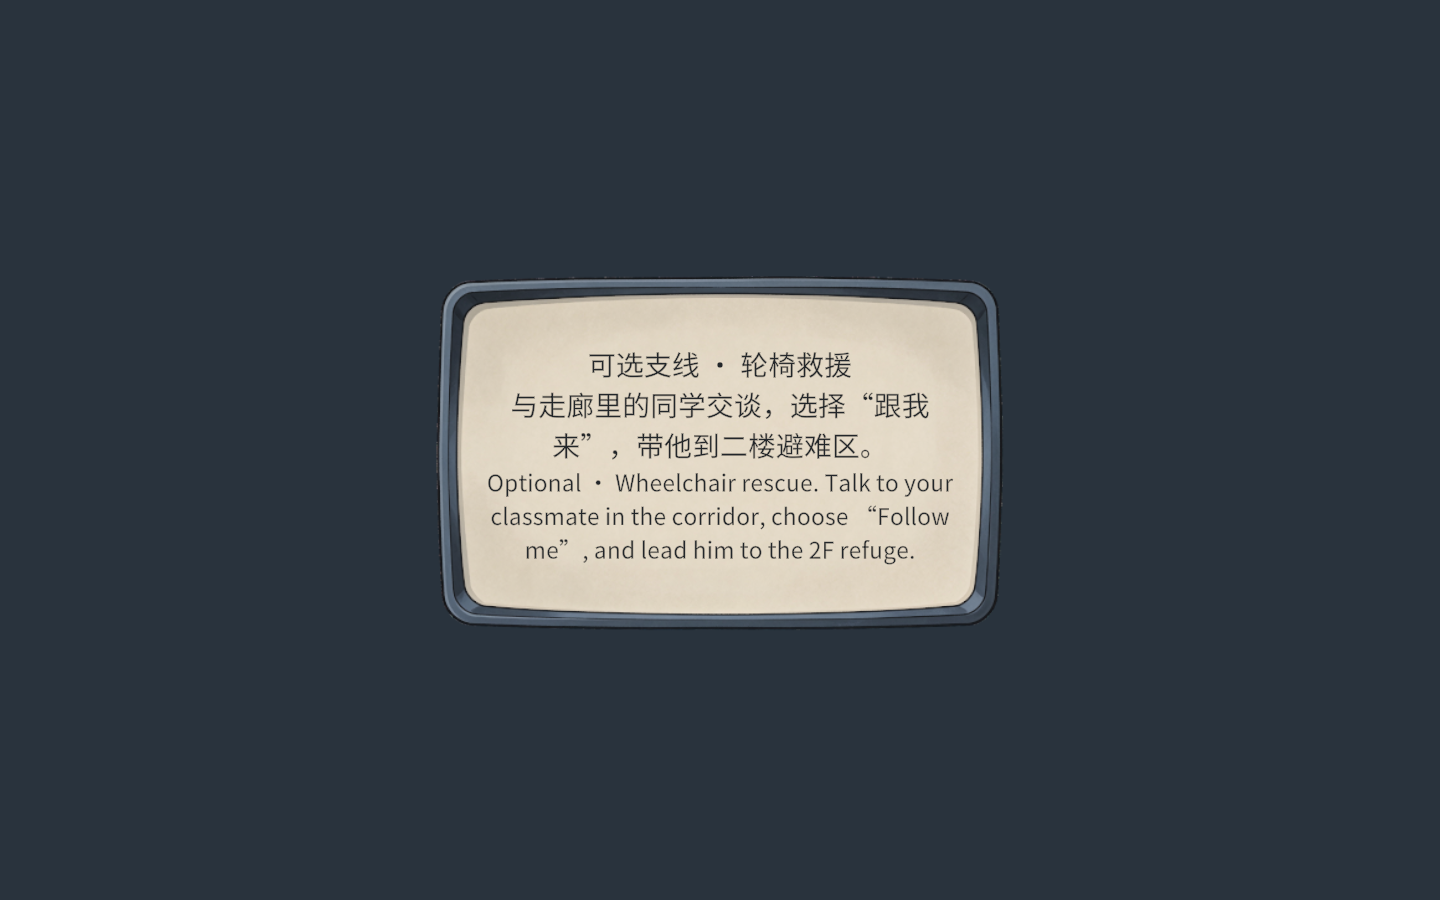 可选支线 · 轮椅救援
与走廊里的同学交谈，选择“跟我
来”，带他到二楼避难区。
Optional · Wheelchair rescue. Talk to your
classmate in the corridor, choose “Follow
me”, and lead him to the 2F refuge.